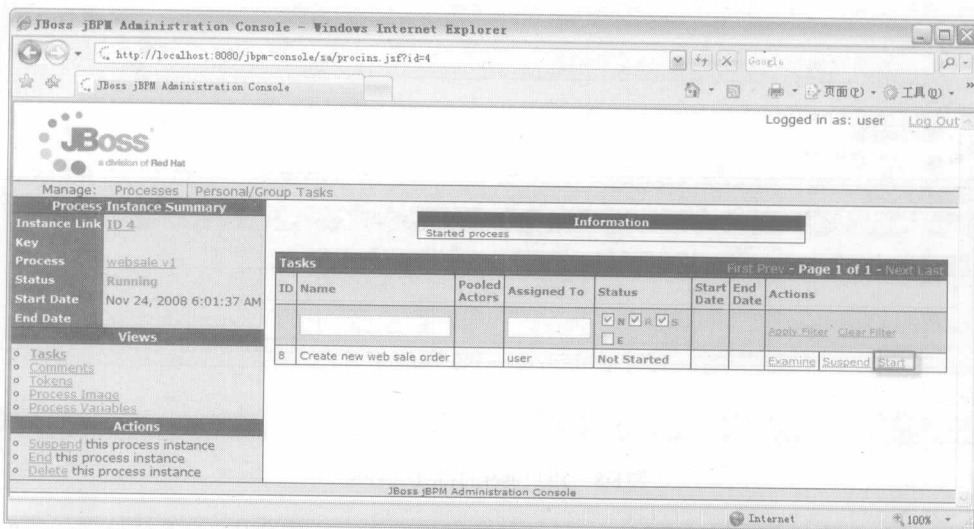 JBoss jBPM Administration Console - Windows Internet Explorer
http://localhost:8080/jbpm-console/sa/procins.jsf?id=4
Google
JBoss jBPM Administration Console
页面(P)
工具(O)
Logged in as: user Log Out
JBoss
a division of Red Hat
Manage: Processes Personal/Group Tasks
Process Instance Summary
Instance Link ID 4
Key
Process websale v1
Status Running
Start Date Nov 24, 2008 6:01:37 AM
End Date
Views
Tasks
Comments
Tokens
Process Image
Process Variables
Actions
Suspend this process instance
End this process instance
Delete this process instance
Information
Started process
Tasks First Prev - Page 1 of 1 - Next Last
ID Name Pooled Actors Assigned To Status Start Date End Date Actions
N R S
E
Apply Filter Clear Filter
8 Create new web sale order user Not Started Examine Suspend Start
JBoss jBPM Administration Console
Internet 100%